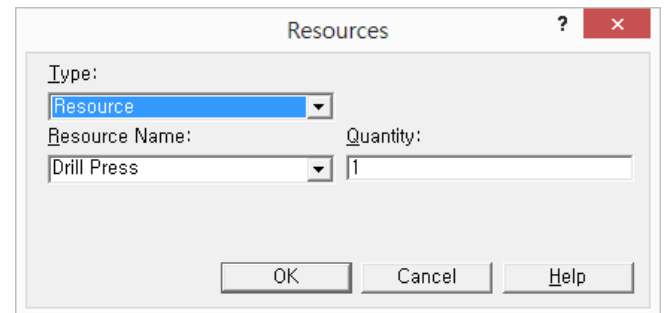 Resources ? ×
Type:
Resource
Resource Name: Quantity:
Drill Press 1
OK Cancel Help